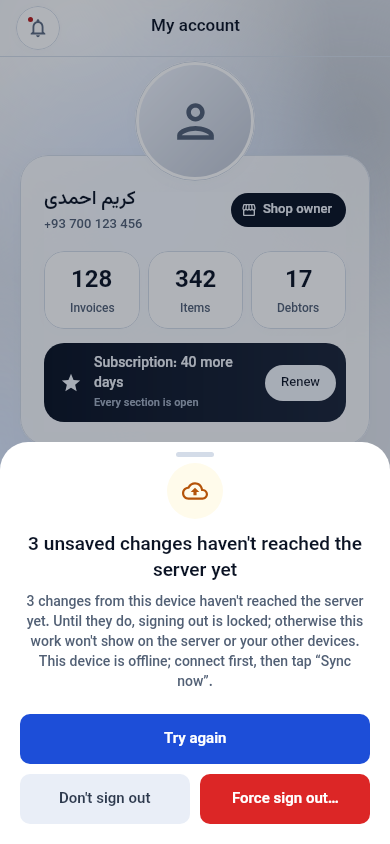 My account
کریم احمدی
+93 700 123 456
Shop owner
128
342
17
Invoices
Items
Debtors
Subscription: 40 more
days
Every section is open
Renew
3 unsaved changes haven't reached the
server yet
3 changes from this device haven't reached the server
yet. Until they do, signing out is locked; otherwise this
work won't show on the server or your other devices.
This device is offline; connect first, then tap “Sync
now”.
Try again
Don't sign out
Force sign out…